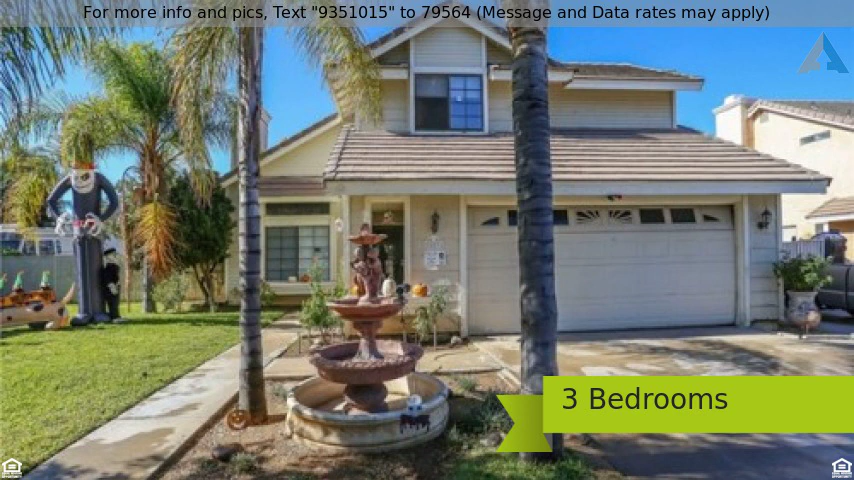 For more info and pics, Text "9351015" to 79564 (Message and Data rates may apply)
3 Bedrooms